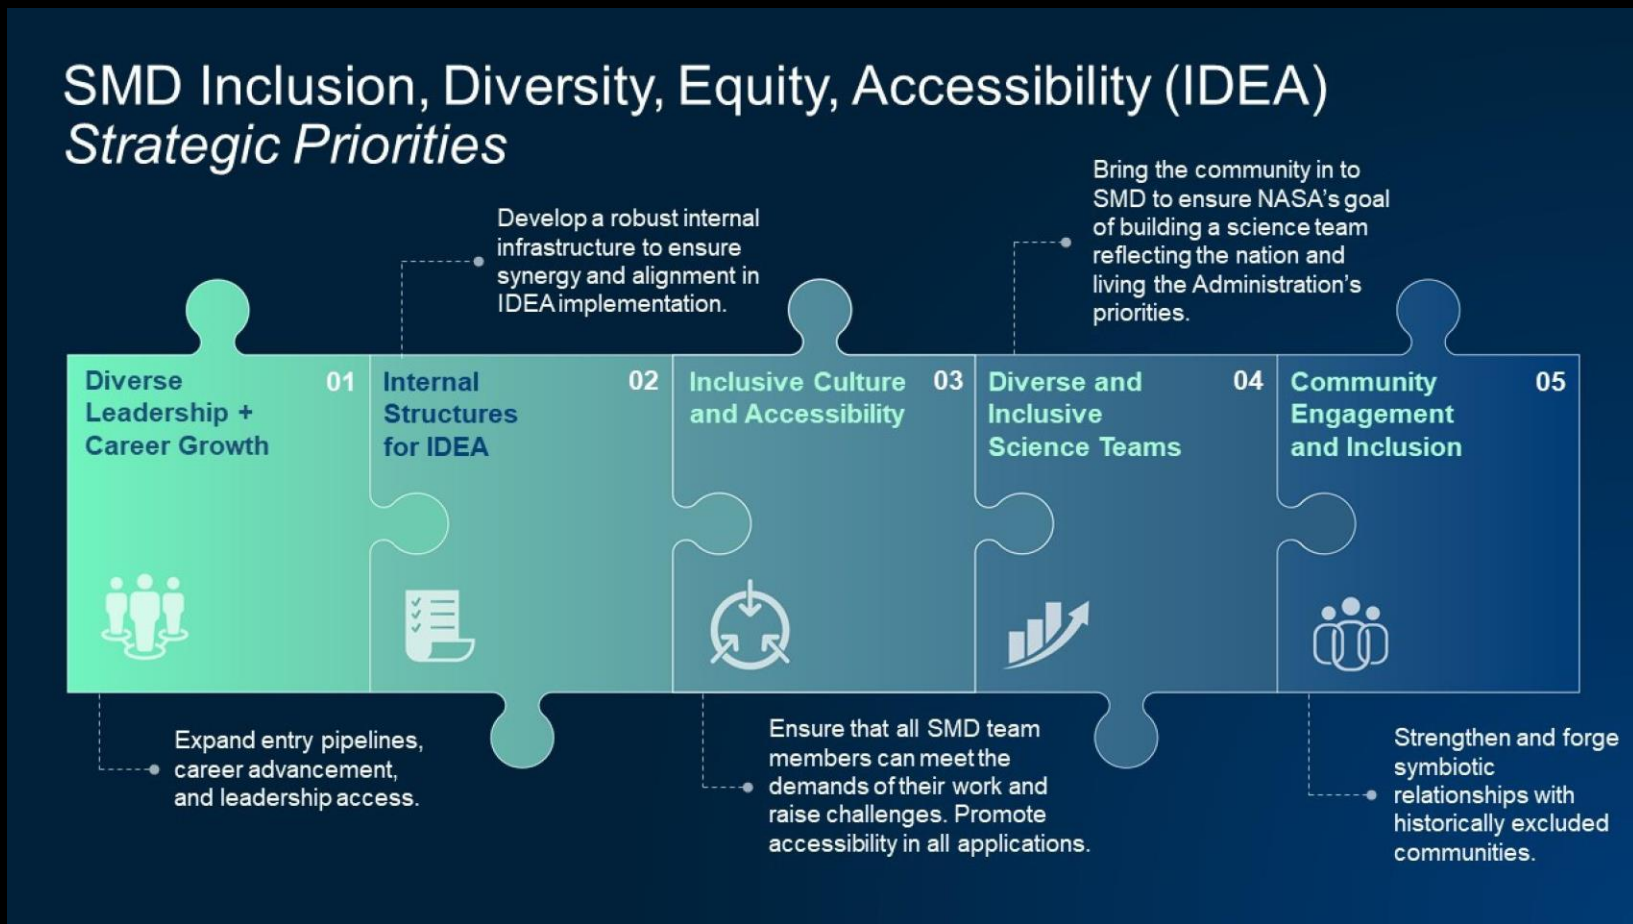 SMD Inclusion, Diversity, Equity, Accessibility (IDEA)
Strategic Priorities
Develop a robust internal
infrastructure to ensure
synergy and alignment in
IDEA implementation.
Bring the community in to
SMD to ensure NASA's goal
of building a science team
reflecting the nation and
living the Administration's
priorities.
Diverse
Leadership +
Career Growth
01
Internal
Structures
for IDEA
02
Inclusive Culture
and Accessibility
03
Diverse and
Inclusive
Science Teams
04
Community
Engagement
and Inclusion
05
Expand entry pipelines,
career advancement,
and leadership access.
Ensure that all SMD team
members can meet the
demands of their work and
raise challenges. Promote
accessibility in all applications.
Strengthen and forge
symbiotic
relationships with
historically excluded
communities.